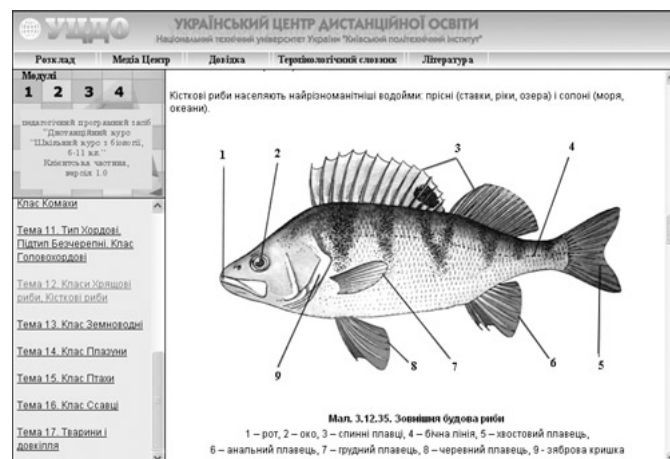 УЦДО
УКРАЇНСЬКИЙ ЦЕНТР ДИСТАНЦІЙНОЇ ОСВІТИ
Національний технічний університет України "Київський політехнічний інститут"
Розклад Медіа Центр Довідка Термінологічний словник Література
Модулі
1 2 3 4
педагогічний програмний засіб
"Дистанційний курс
"Шкільний курс з біології,
6-11 кл."
Клієнтська частина,
версія 1.0
Клас Комахи
Тема 11. Тип Хордові.
Підтип Безчерепні. Клас
Головохордові
Тема 12. Класи Хрящові
риби, Кісткові риби
Тема 13. Клас Земноводні
Тема 14. Клас Плазуни
Тема 15. Клас Птахи
Тема 16. Клас Ссавці
Тема 17. Тварини і
довкілля
Кісткові риби населяють найрізноманітніші водойми: прісні (ставки, ріки, озера) і солоні (моря,
океани).
1 2 3 4
9 8 7 6 5
Мал. 3.12.35. Зовнішня будова риби
1 – рот, 2 – око, 3 – спинні плавці, 4 – бічна лінія, 5 – хвостовий плавець,
6 – анальний плавець, 7 – грудний плавець, 8 – черевний плавець, 9 - зяброва кришка